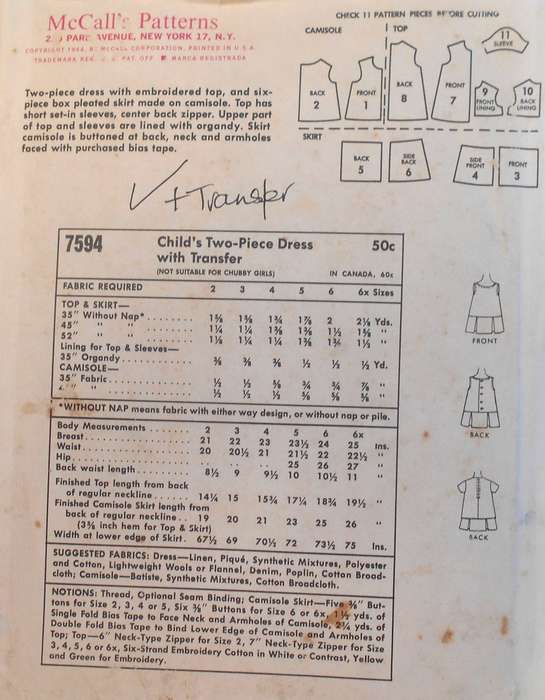 McCall's Patterns
AVENUE, NEW YORK 17, N.Y.
COPYRIGHT BY McCALL CORPORATION, PRINTED IN U.S.A.
TRADEMARK REG. U.S. PAT. OFF. MARCA REGISTRADA
CHECK 11 PATTERN PIECES BEFORE CUTTING
CAMISOLE
TOP
BACK 2
FRONT 1
BACK 8
FRONT 7
9 FRONT LINING
10 BACK LINING
11 SLEEVE
SKIRT
BACK 5
SIDE BACK 6
SIDE FRONT 4
FRONT 3
Two-piece dress with embroidered top, and six-
piece box pleated skirt made on camisole. Top has
short set-in sleeves, center back zipper. Upper part
of top and sleeves are lined with organdy. Skirt
camisole is buttoned at back, neck and armholes
faced with purchased bias tape.
✓ + Transfer
7594 Child's Two-Piece Dress 50c
with Transfer
(NOT SUITABLE FOR CHUBBY GIRLS) IN CANADA, 60c
FABRIC REQUIRED 2 3 4 5 6 6x Sizes
TOP & SKIRT—
35" Without Nap* 1⅝ 1⅝ 1¾ 1⅞ 2 2⅛ Yds.
45" " " 1¼ 1¼ 1⅜ 1⅜ 1½ 1⅝ "
52" " " 1⅛ 1¼ 1⅜ 1⅜ 1½ "
Lining for Top & Sleeves—
35" Organdy ⅜ ⅜ ⅜ ½ ½ ½ Yd.
CAMISOLE—
35" Fabric ½ ½ ⅝ ¾ ¾ ⅞ "
" " ½ ½ ½ ⅝ ⅝ ⅝ "
*WITHOUT NAP means fabric with either way design, or without nap or pile.
Body Measurements 2 3 4 5 6 6x
Breast 21 22 23 23½ 24 25 Ins.
Waist 20 20½ 21 21½ 22 22½ "
Hip .. .. .. 25 26 27 "
Back waist length 8½ 9 9½ 10 10½ 11 "
Finished Top length from back
of regular neckline 14¼ 15 15¾ 17¼ 18¾ 19½ "
Finished Camisole Skirt length from
back of regular neckline 19 20 21 23 25 26 "
(3⅜ inch hem for Top & Skirt)
Width at lower edge of Skirt 67½ 69 70½ 72 73½ 75 Ins.
SUGGESTED FABRICS: Dress—Linen, Piqué, Synthetic Mixtures, Polyester
and Cotton, Lightweight Wools or Flannel, Denim, Poplin, Cotton Broad-
cloth; Camisole—Batiste, Synthetic Mixtures, Cotton Broadcloth.
NOTIONS: Thread, Optional Seam Binding; Camisole Skirt—Five ⅜" But-
tons for Size 2, 3, 4 or 5, Six ⅜" Buttons for Size 6 or 6x, 1½ yds. of
Single Fold Bias Tape to Face Neck and Armholes of Camisole, 2¼ yds. of
Double Fold Bias Tape to Bind Lower Edge of Camisole and Armholes of
Top; Top—6" Neck-Type Zipper for Size 2, 7" Neck-Type Zipper for Size
3, 4, 5, 6 or 6x, Six-Strand Embroidery Cotton in White or Contrast, Yellow
and Green for Embroidery.
FRONT
BACK
BACK